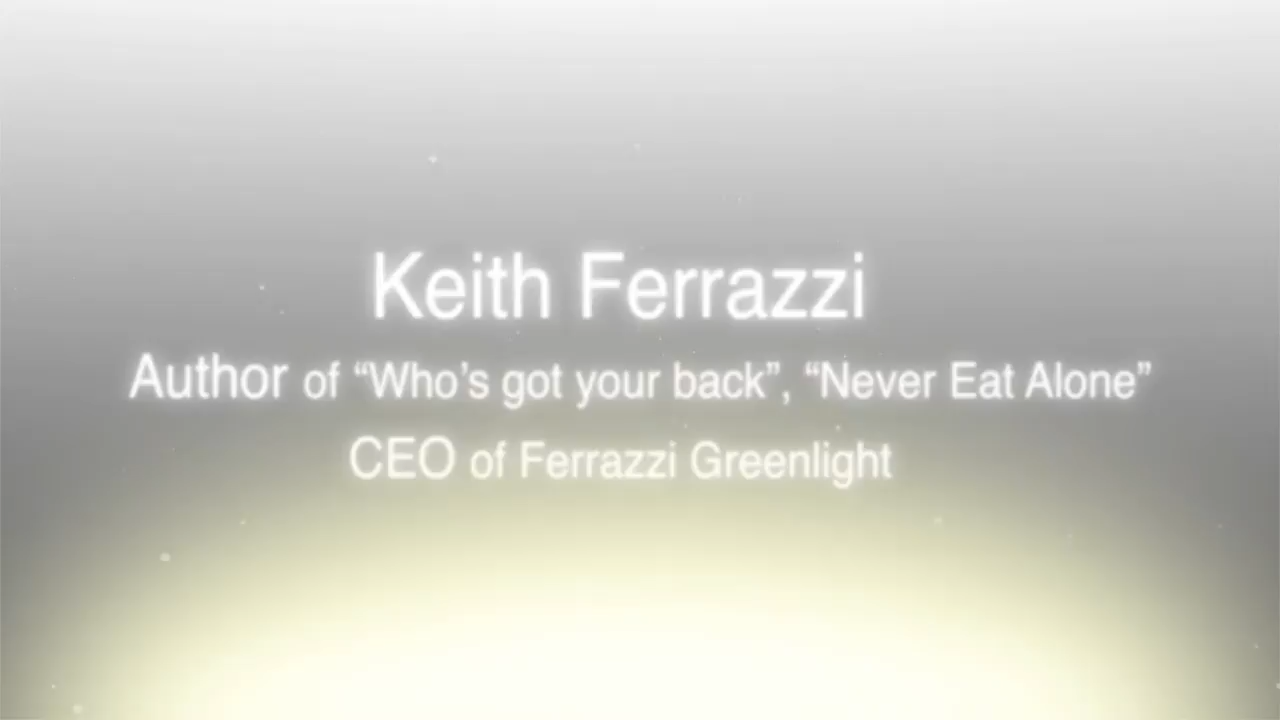 Keith Ferrazzi
Author of “Who’s got your back”, “Never Eat Alone”
CEO of Ferrazzi Greenlight